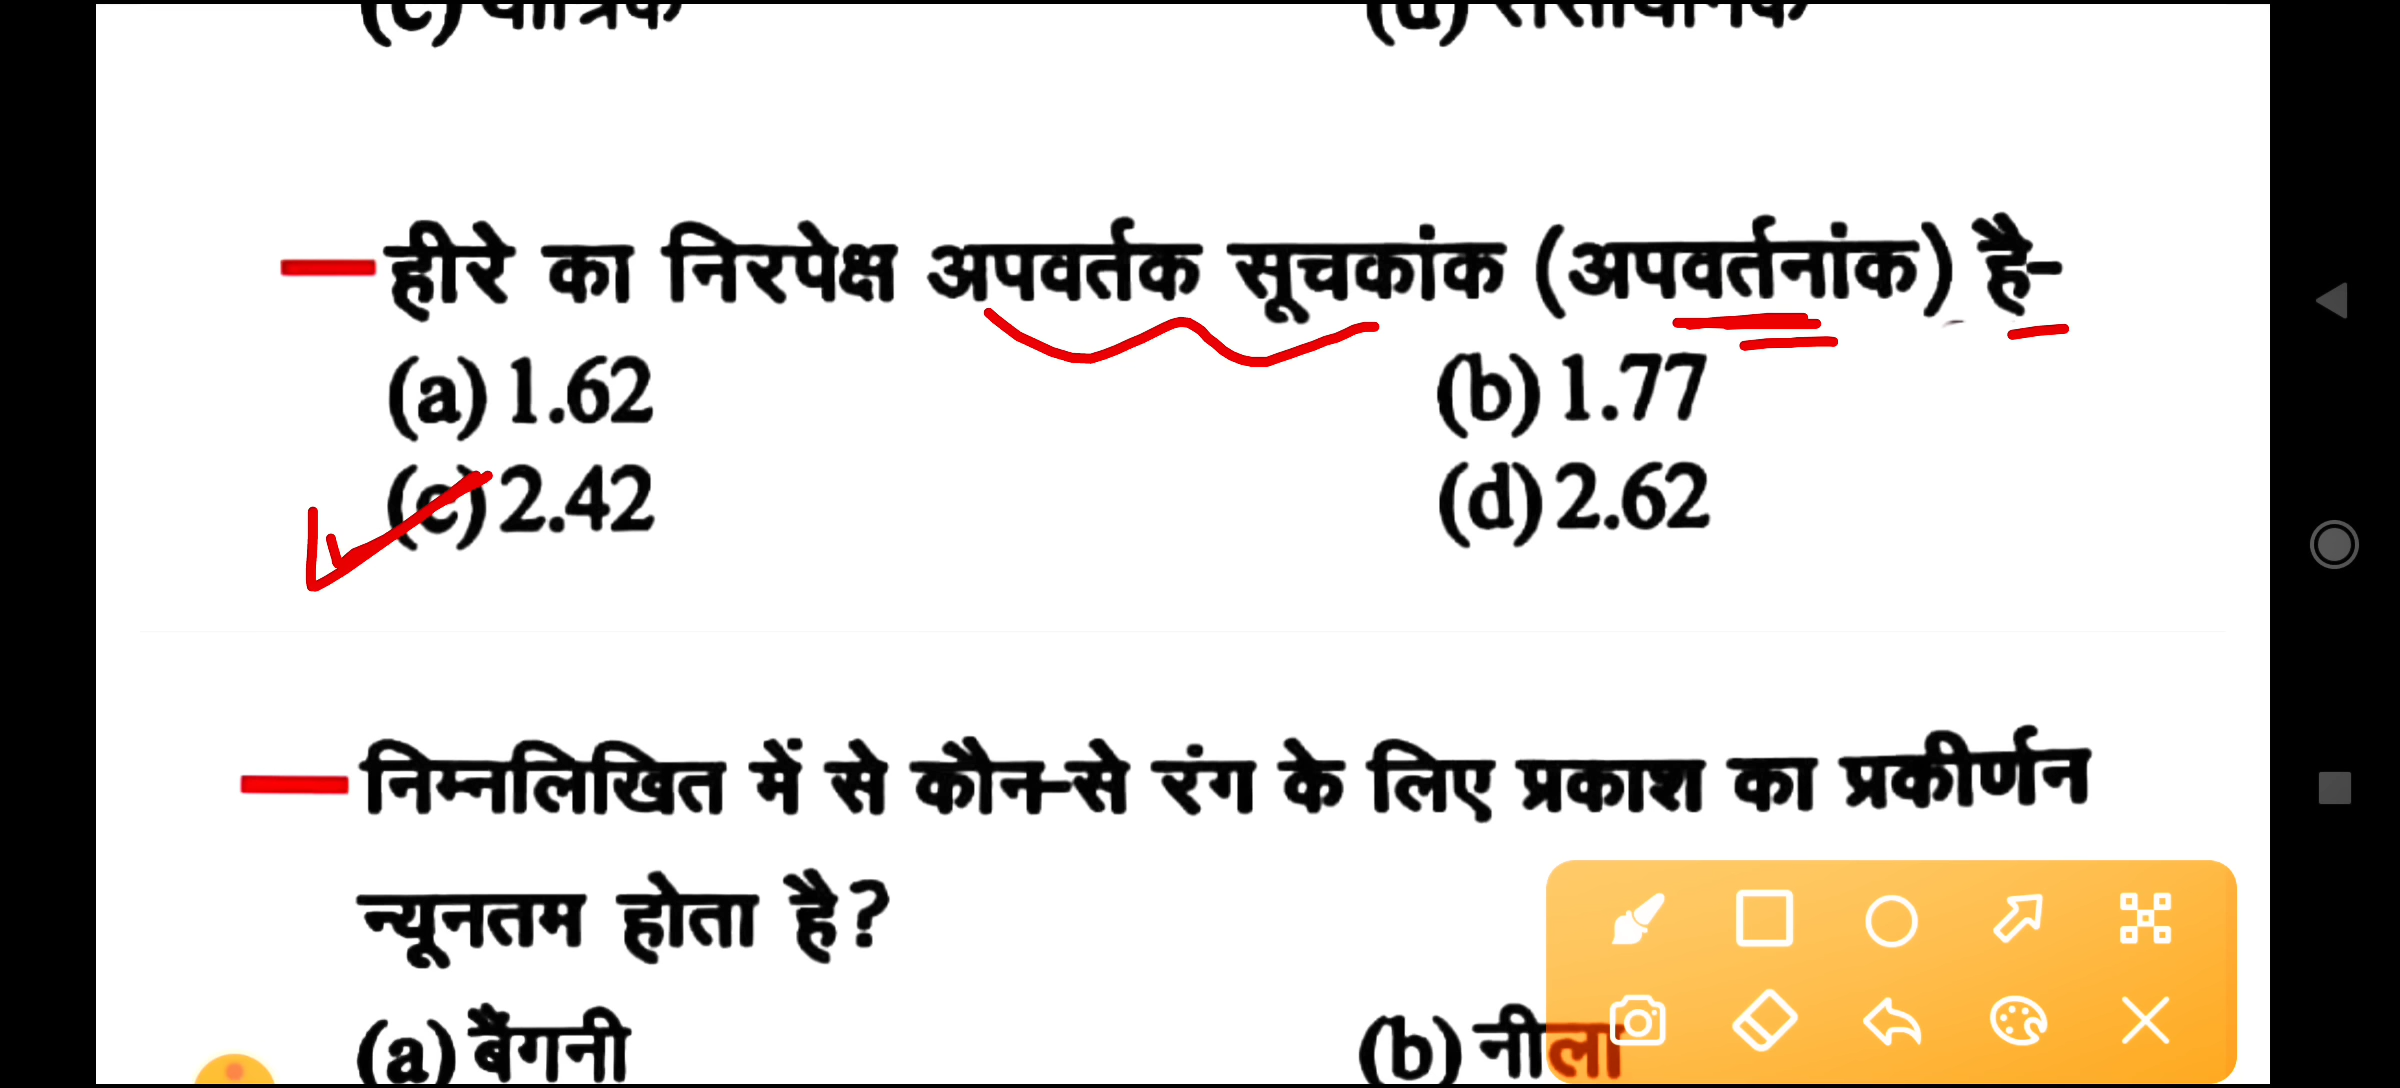 हीरे का निरपेक्ष अपवर्तक सूचकांक (अपवर्तनांक) है-
(a) 1.62 (b) 1.77
(c) 2.42 (d) 2.62
निम्नलिखित में से कौन-से रंग के लिए प्रकाश का प्रकीर्णन
न्यूनतम होता है?
(a) बैंगनी (b) नीला